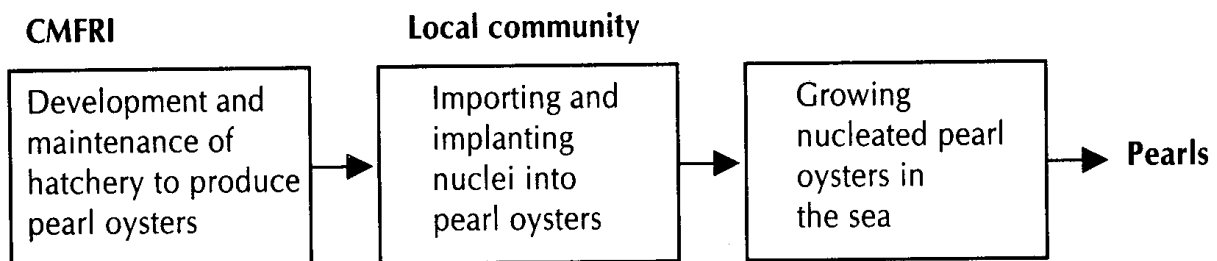 CMFRI
Local community
Development and
maintenance of
hatchery to produce
pearl oysters
Importing and
implanting
nuclei into
pearl oysters
Growing
nucleated pearl
oysters in
the sea
Pearls